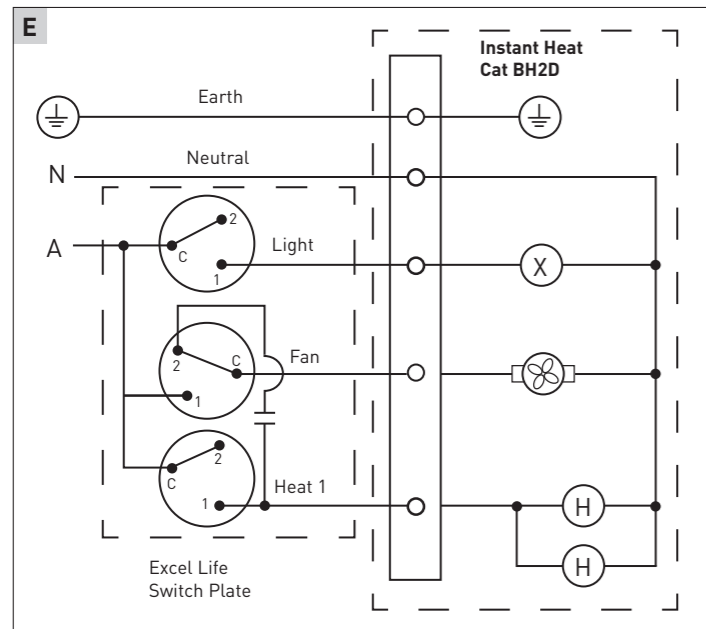 E
Instant Heat
Cat BH2D
Earth
N
Neutral
A
2
C
Light
1
X
2
C
Fan
1
2
C
1
Heat 1
H
H
Excel Life
Switch Plate